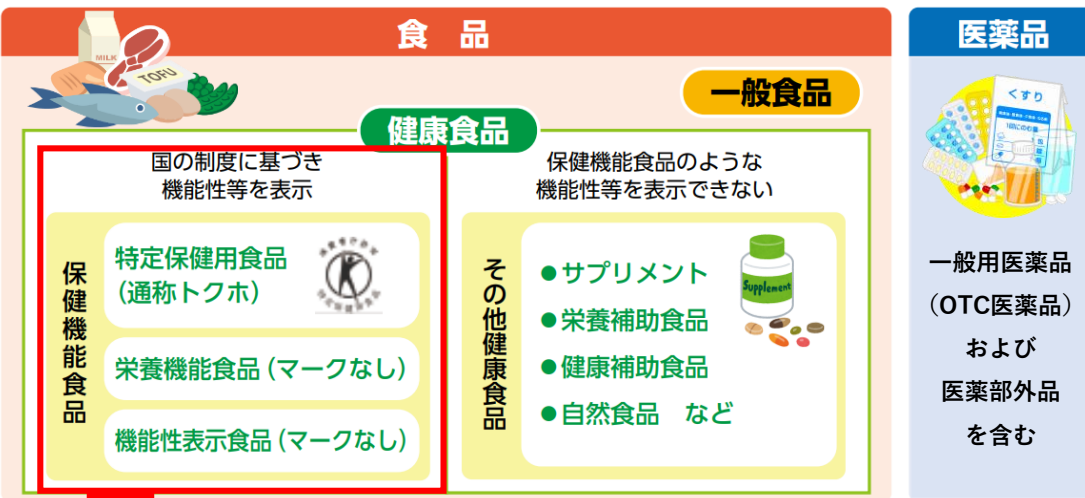 食 品
医薬品
MILK
TOFU
一般食品
健康食品
国の制度に基づき
機能性等を表示
保健機能食品
特定保健用食品
(通称トクホ)
栄養機能食品 (マークなし)
機能性表示食品 (マークなし)
保健機能食品のような
機能性等を表示できない
その他健康食品
●サプリメント
●栄養補助食品
●健康補助食品
●自然食品 など
Supplement
くすり
一般用医薬品
(OTC医薬品)
および
医薬部外品
を含む